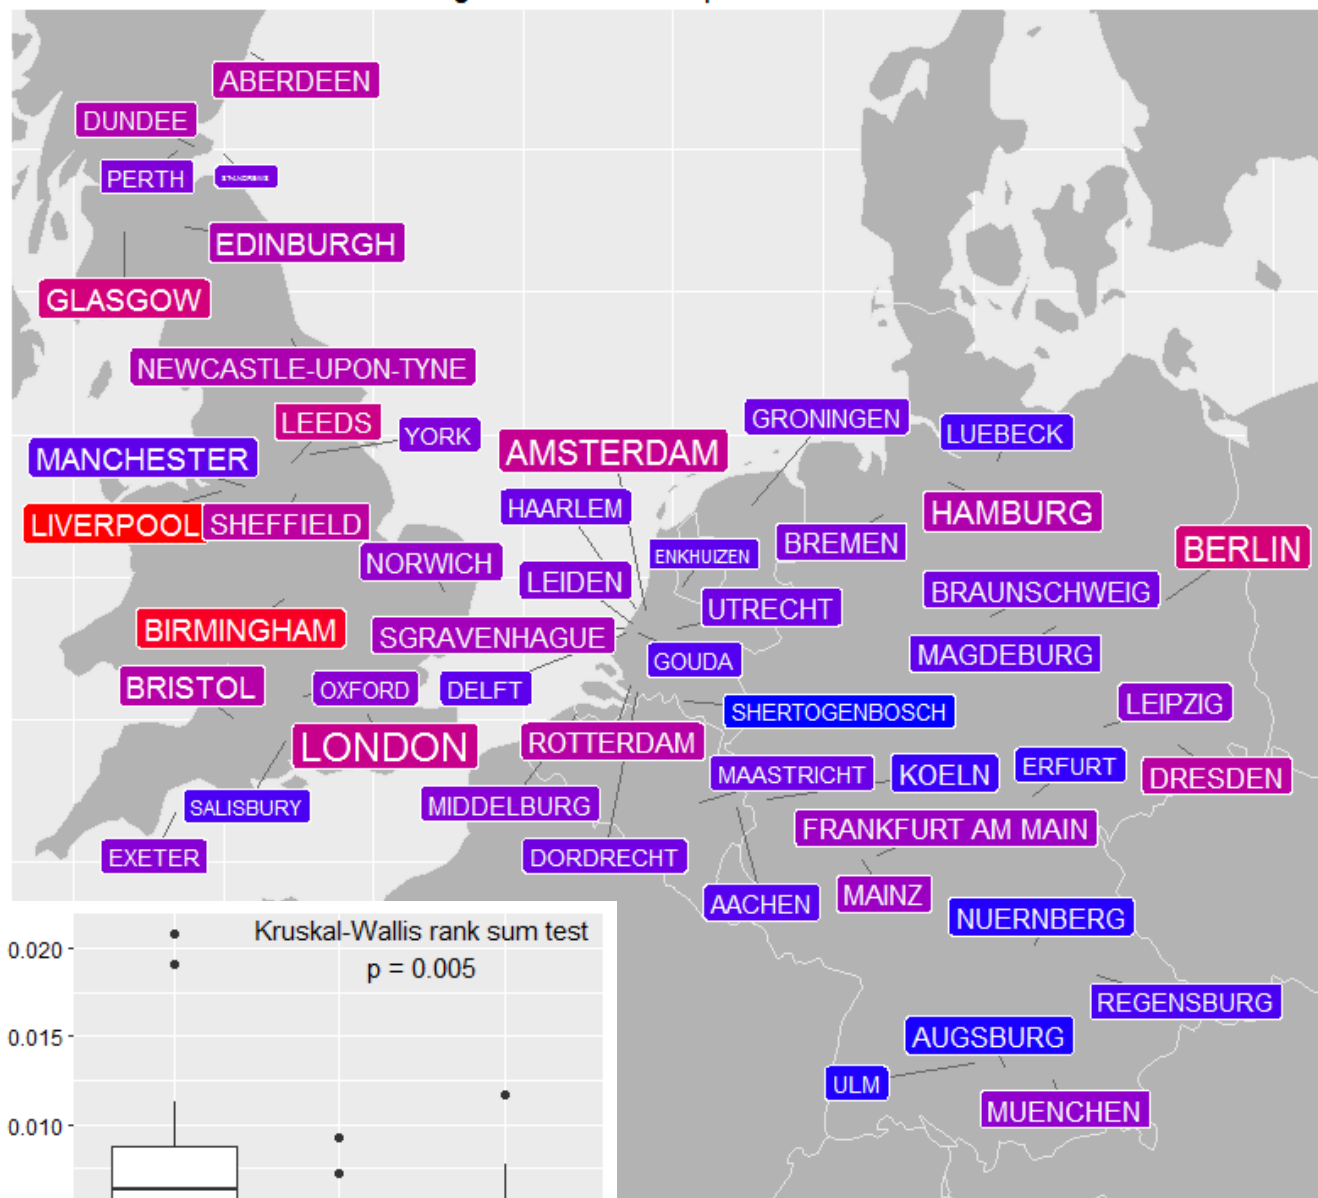 ABERDEEN
DUNDEE
PERTH
EDINBURGH
GLASGOW
NEWCASTLE-UPON-TYNE
LEEDS
YORK
MANCHESTER
LIVERPOOL
SHEFFIELD
NORWICH
BIRMINGHAM
BRISTOL
OXFORD
LONDON
SALISBURY
EXETER
AMSTERDAM
GRONINGEN
HAARLEM
ENKHUIZEN
LEIDEN
UTRECHT
SGRAVENHAGUE
GOUDA
DELFT
SHERTOGENBOSCH
ROTTERDAM
MAASTRICHT
MIDDELBURG
DORDRECHT
LUEBECK
HAMBURG
BREMEN
BERLIN
BRAUNSCHWEIG
MAGDEBURG
LEIPZIG
KOELN
ERFURT
DRESDEN
FRANKFURT AM MAIN
AACHEN
MAINZ
NUERNBERG
REGENSBURG
AUGSBURG
ULM
MUENCHEN
Kruskal-Wallis rank sum test
p = 0.005
0.020
0.015
0.010